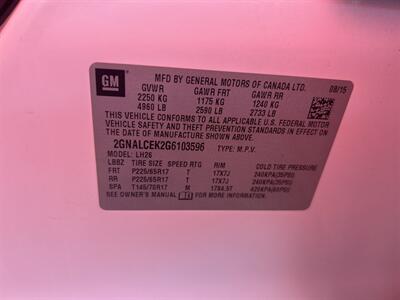 GM
MFD BY GENERAL MOTORS OF CANADA LTD.
08/15
GVWR GAWR FRT GAWR RR
2250 KG 1175 KG 1240 KG
4960 LB 2590 LB 2733 LB
THIS VEHICLE CONFORMS TO ALL APPLICABLE U.S. FEDERAL MOTOR
VEHICLE SAFETY AND THEFT PREVENTION STANDARDS IN EFFECT ON
THE DATE OF MANUFACTURE SHOWN ABOVE.
2GNALCEK2G6103596 TYPE: M.P.V.
MODEL: LH26
LBBZ TIRE SIZE SPEED RTG RIM COLD TIRE PRESSURE
FRT P225/65R17 T 17X7J 240KPA(35PSI)
RR P225/65R17 T 17X7J 240KPA(35PSI)
SPA T145/70R17 M 17X4.5T 420KPA(60PSI)
SEE OWNER'S MANUAL FOR MORE INFORMATION.